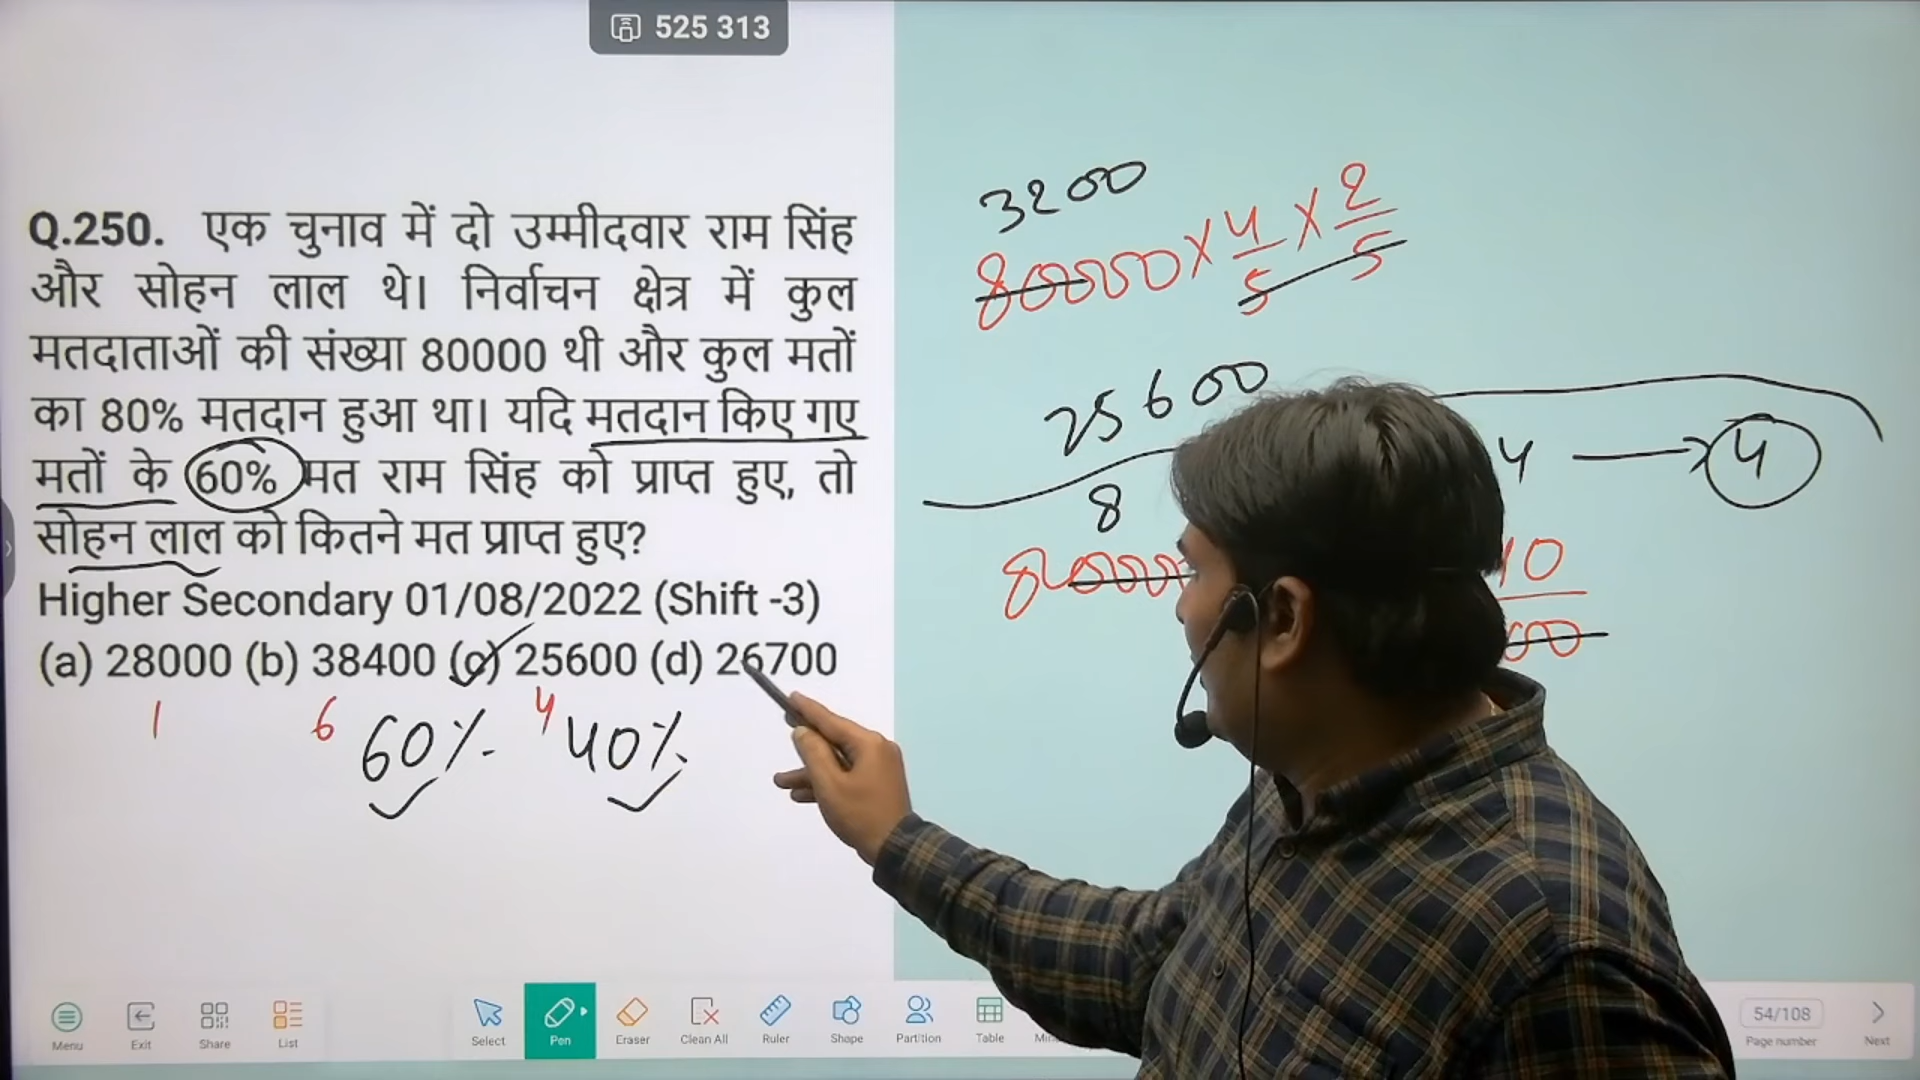 525 313
Q.250. एक चुनाव में दो उम्मीदवार राम सिंह
और सोहन लाल थे। निर्वाचन क्षेत्र में कुल
मतदाताओं की संख्या 80000 थी और कुल मतों
का 80% मतदान हुआ था। यदि मतदान किए गए
मतों के 60% मत राम सिंह को प्राप्त हुए, तो
सोहन लाल को कितने मत प्राप्त हुए?
Higher Secondary 01/08/2022 (Shift -3)
(a) 28000 (b) 38400 (c) 25600 (d) 26700
1 6 60% 4 40%
3200
80000 × 4/5 × 2/5
25600
4 → 4
8
10
00
Menu Exit Share List Select Pen Eraser Clean All Ruler Shape Partition Table
54/108
Page number Next